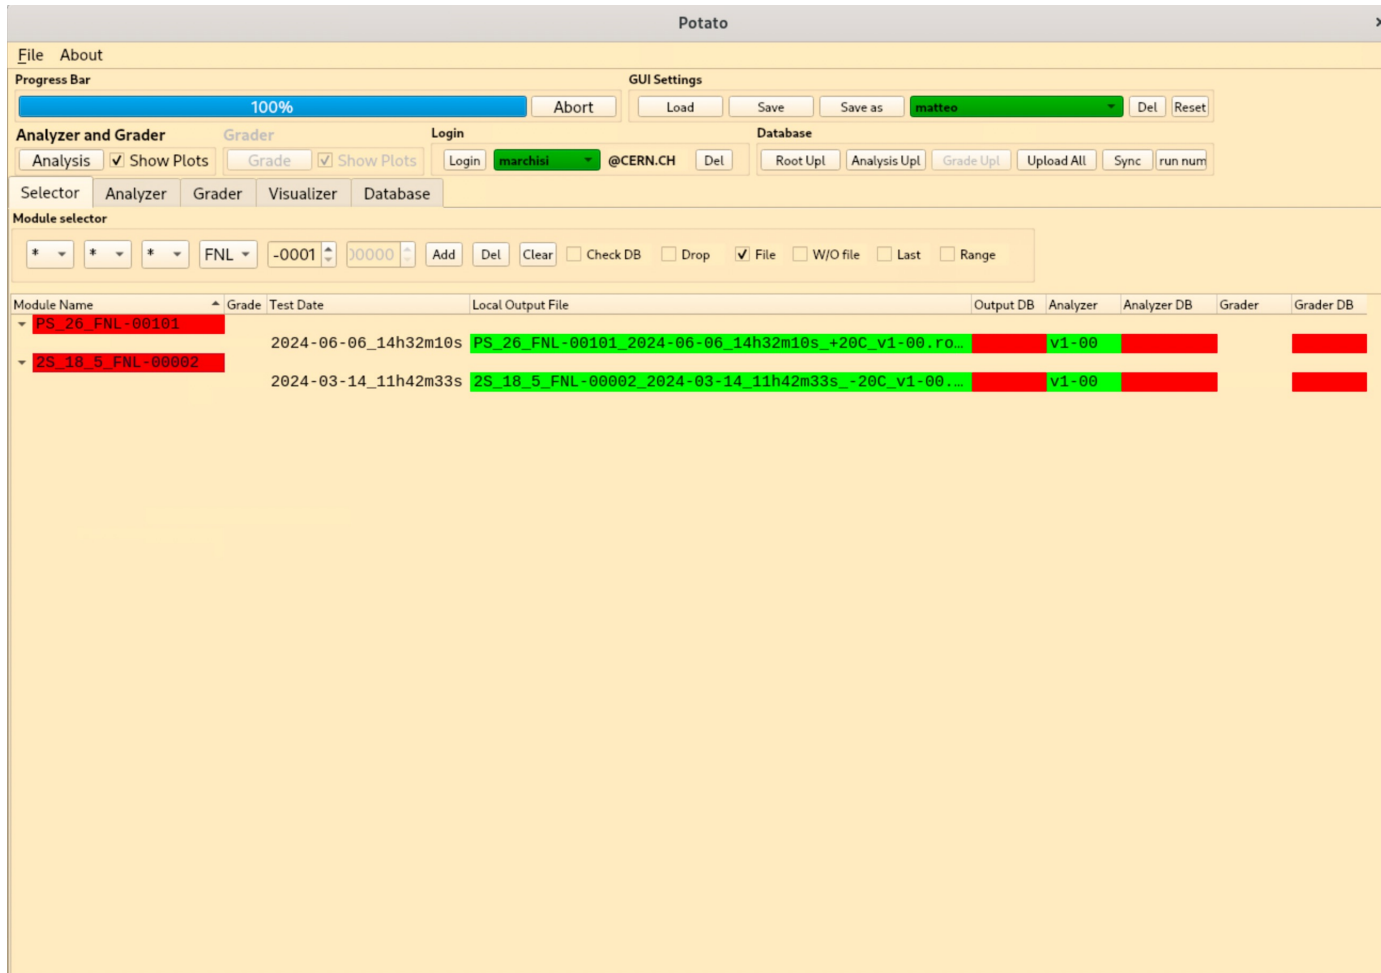 Potato
File About
Progress Bar GUI Settings
100% Abort Load Save Save as matteo Del Reset
Analyzer and Grader Grader Login Database
Analysis Show Plots Grade Show Plots Login marchisi @CERN.CH Del Root Upl Analysis Upl Grade Upl Upload All Sync run num
Selector Analyzer Grader Visualizer Database
Module selector
* * * FNL -0001 00000 Add Del Clear Check DB Drop File W/O file Last Range
Module Name Grade Test Date Local Output File Output DB Analyzer Analyzer DB Grader Grader DB
PS_26_FNL-00101
2024-06-06_14h32m10s PS_26_FNL-00101_2024-06-06_14h32m10s_+20C_v1-00.ro… v1-00
2S_18_5_FNL-00002
2024-03-14_11h42m33s 2S_18_5_FNL-00002_2024-03-14_11h42m33s_-20C_v1-00.… v1-00